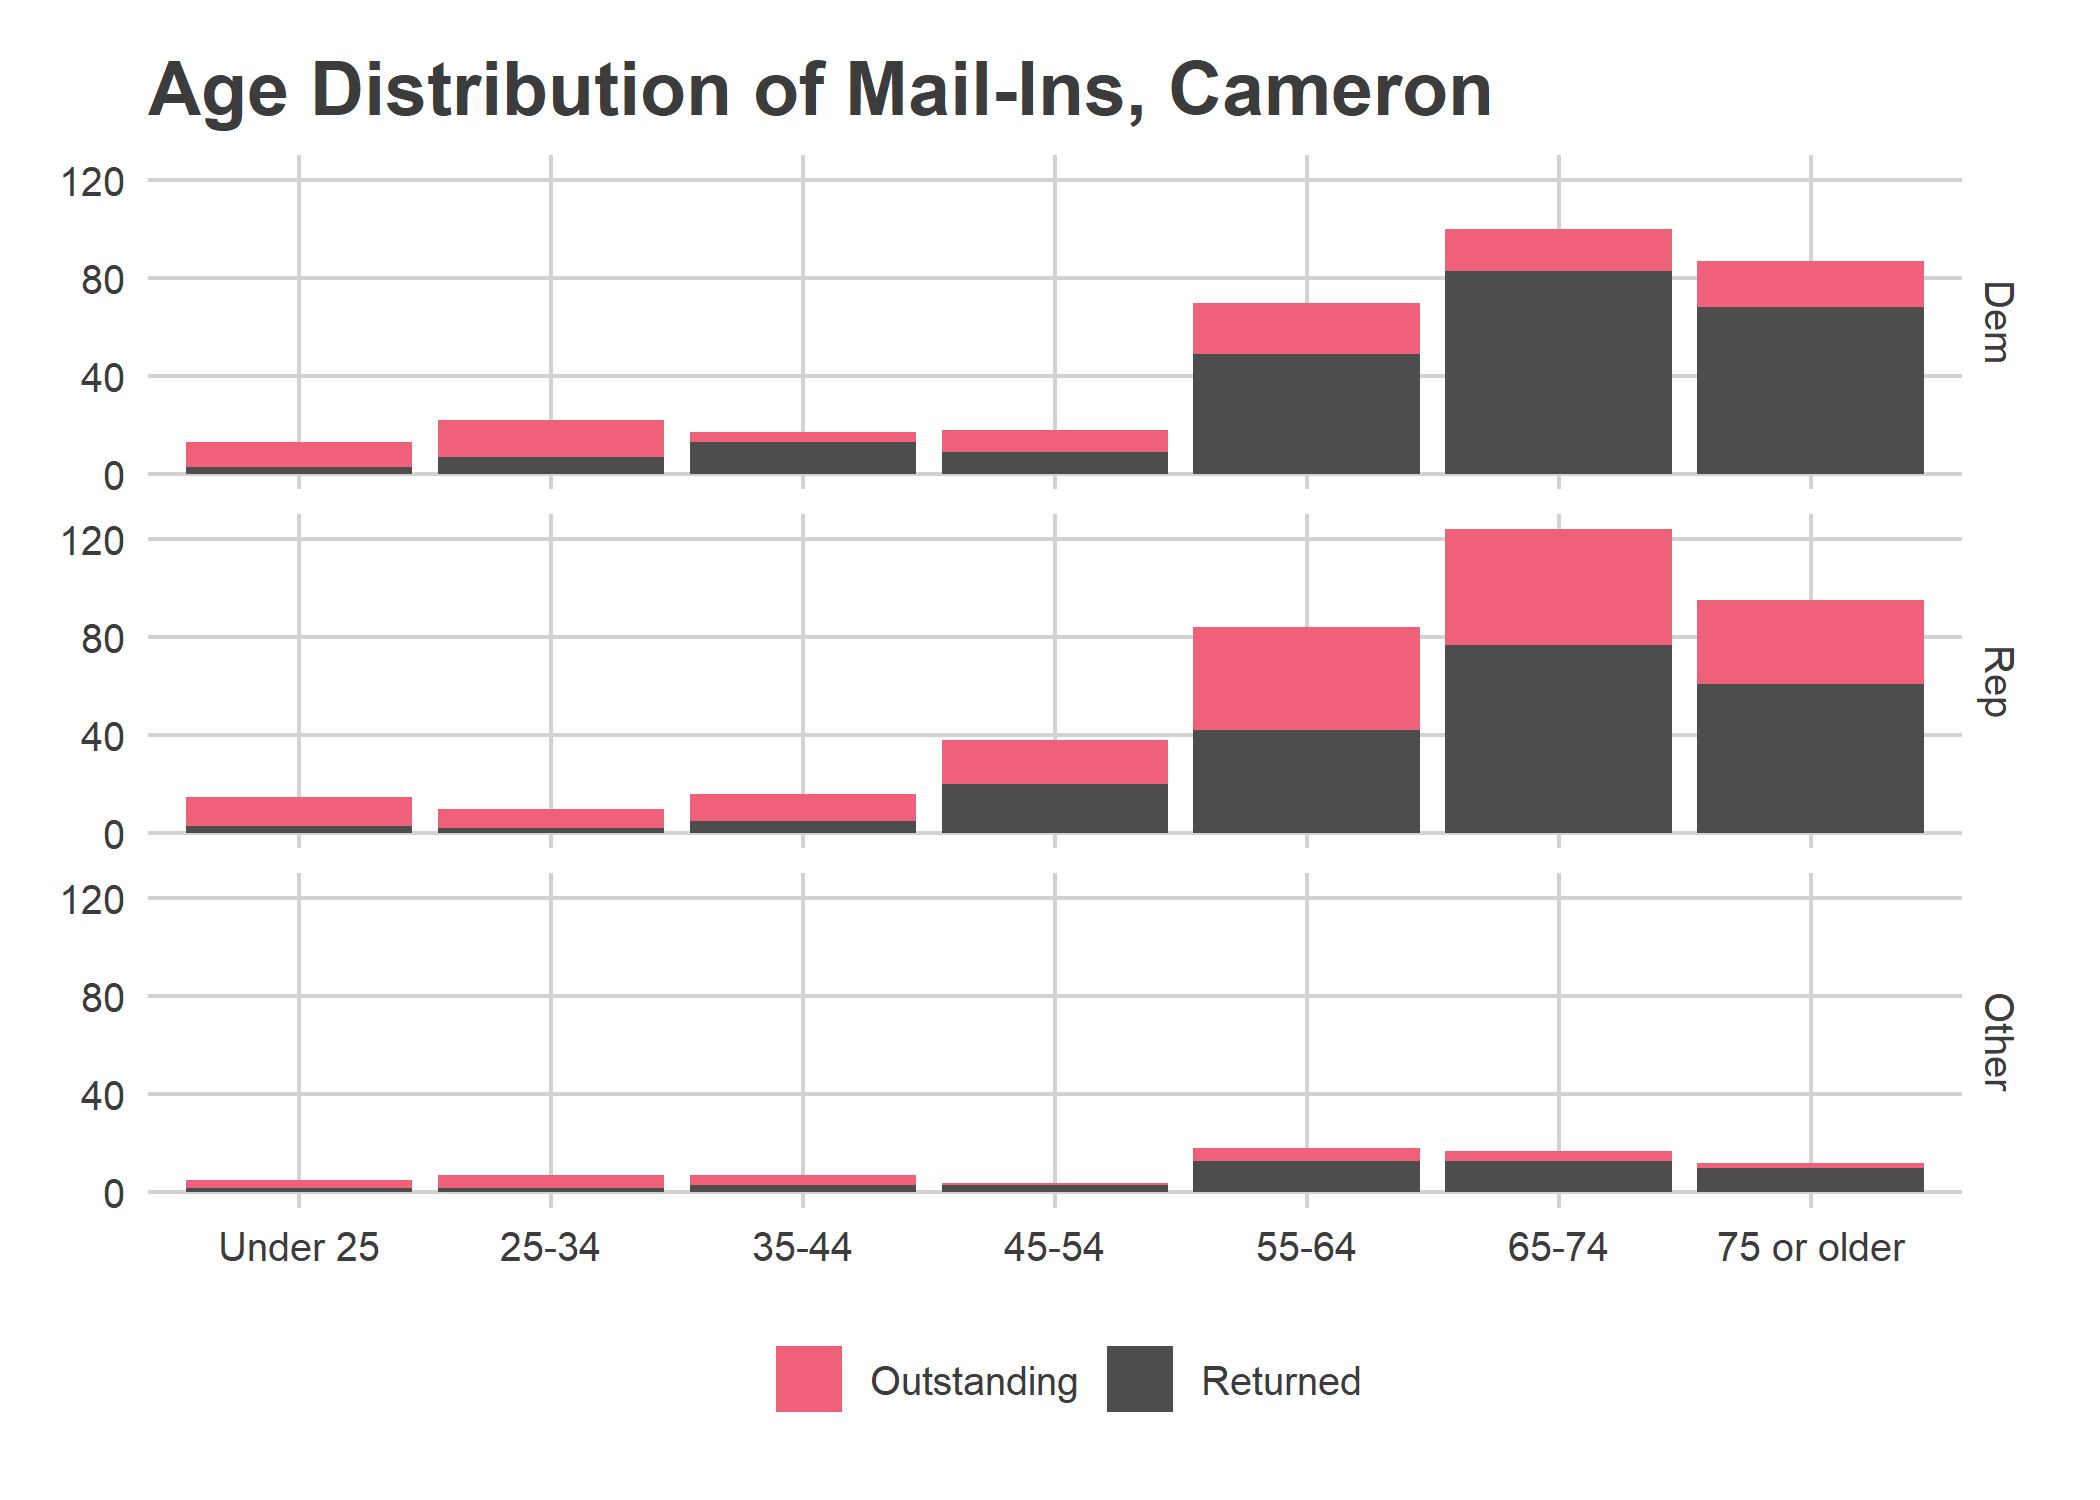 Age Distribution of Mail-Ins, Cameron
120
80
40
0
Dem
120
80
40
0
Rep
120
80
40
0
Other
Under 25 25-34 35-44 45-54 55-64 65-74 75 or older
Outstanding Returned